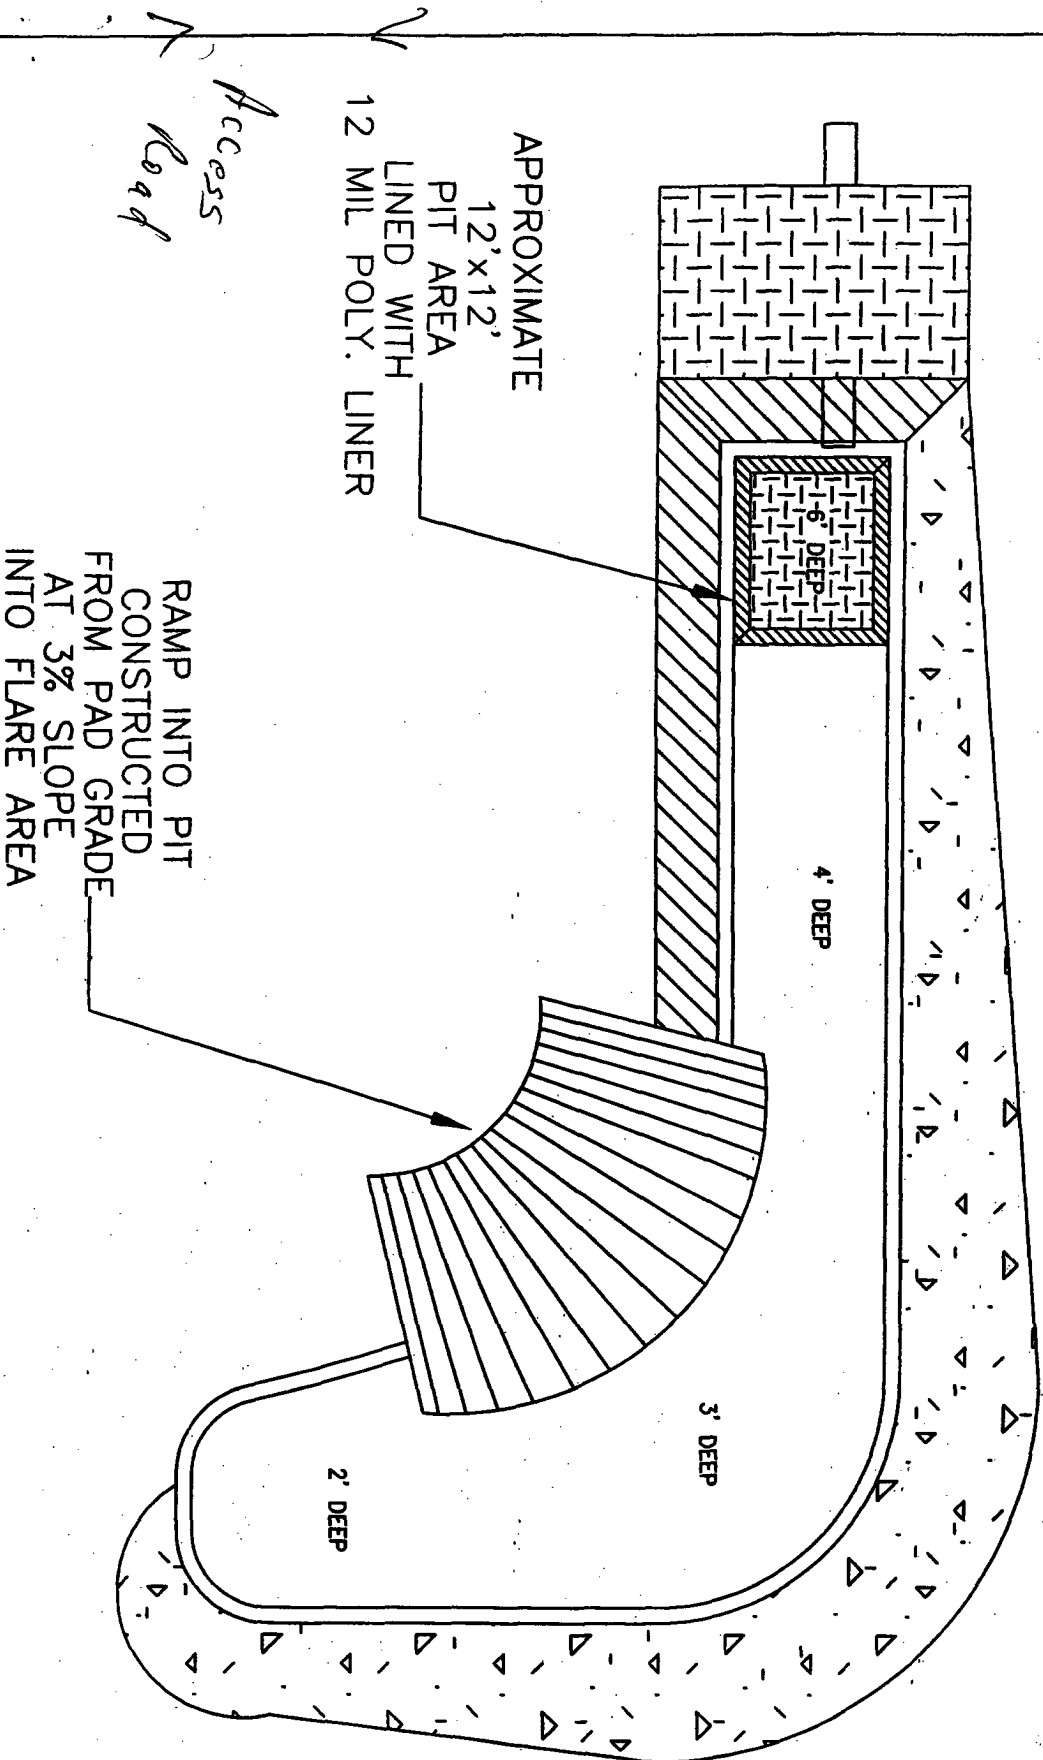 Access
Road
APPROXIMATE
12'x12'
PIT AREA
LINED WITH
12 MIL POLY. LINER
6' DEEP
4' DEEP
RAMP INTO PIT
CONSTRUCTED
FROM PAD GRADE
AT 3% SLOPE
INTO FLARE AREA
3' DEEP
2' DEEP